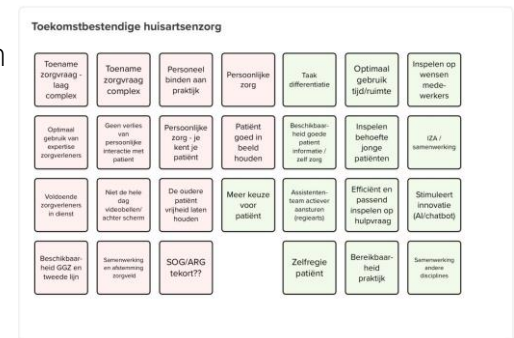 n
Toekomstbestendige huisartsenzorg
Toename
zorgvraag -
laag
complex
Toename
zorgvraag
complex
Personeel
binden aan
praktijk
Persoonlijke
zorg
Taak
differentiatie
Optimaal
gebruik
tijd/ruimte
Inspelen op
wensen
mede-
werkers
Optimaal
gebruik van
expertise
zorgverleners
Geen verlies
van
persoonlijke
interactie met
patient
Persoonlijke
zorg - je
kent je
patiënt
Patiënt
goed in
beeld
houden
Beschikbaar-
heid goede
patient
informatie /
zelf zorg
Inspelen
behoefte
jonge
patiënten
IZA /
samenwerking
Voldoende
zorgverleners
in dienst
Niet de hele
dag
videobellen/
achter scherm
De oudere
patiënt
vrijheid laten
houden
Meer keuze
voor
patiënt
Assistenten-
team actiever
aansturen
(regiearts)
Efficiënt en
passend
inspelen op
hulpvraag
Stimuleert
innovatie
(AI/chatbot)
Beschikbaar-
heid GGZ en
tweede lijn
Samenwerking
en afstemming
zorgveld
SOG/ARG
tekort??
Zelfregie
patiënt
Bereikbaar-
heid
praktijk
Samenwerking
andere
disciplines